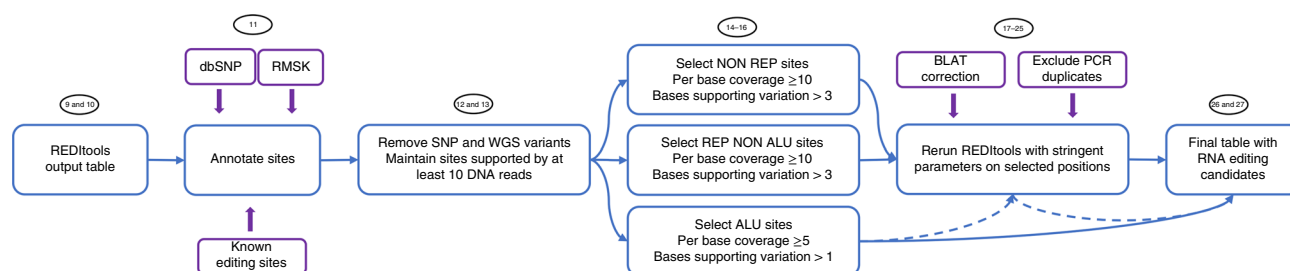 9 and 10
REDItools
output table
11
dbSNP
RMSK
Annotate sites
Known
editing sites
12 and 13
Remove SNP and WGS variants
Maintain sites supported by at
least 10 DNA reads
14–16
Select NON REP sites
Per base coverage ≥10
Bases supporting variation > 3
Select REP NON ALU sites
Per base coverage ≥10
Bases supporting variation > 3
Select ALU sites
Per base coverage ≥5
Bases supporting variation > 1
17–25
BLAT
correction
Exclude PCR
duplicates
Rerun REDItools with stringent
parameters on selected positions
26 and 27
Final table with
RNA editing
candidates